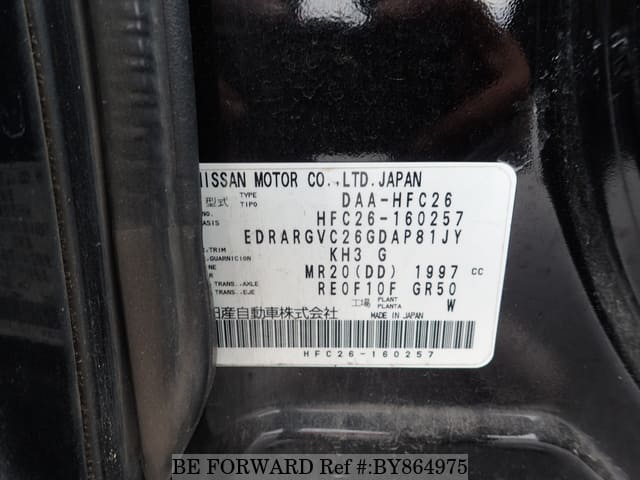 NISSAN MOTOR CO.,LTD.JAPAN
型式 TYPE TIPO DAA-HFC26
HFC26-160257
EDRARGVC26GDAP81JY
TRIM GUARNICION KH3 G
MR20(DD) 1997 CC
TRANS.,AXLE TRANS.,EJE RE0F10F GR50
工場 PLANT PLANTA W
日産自動車株式会社 MADE IN JAPAN
HFC26-160257
BE FORWARD Ref #:BY864975